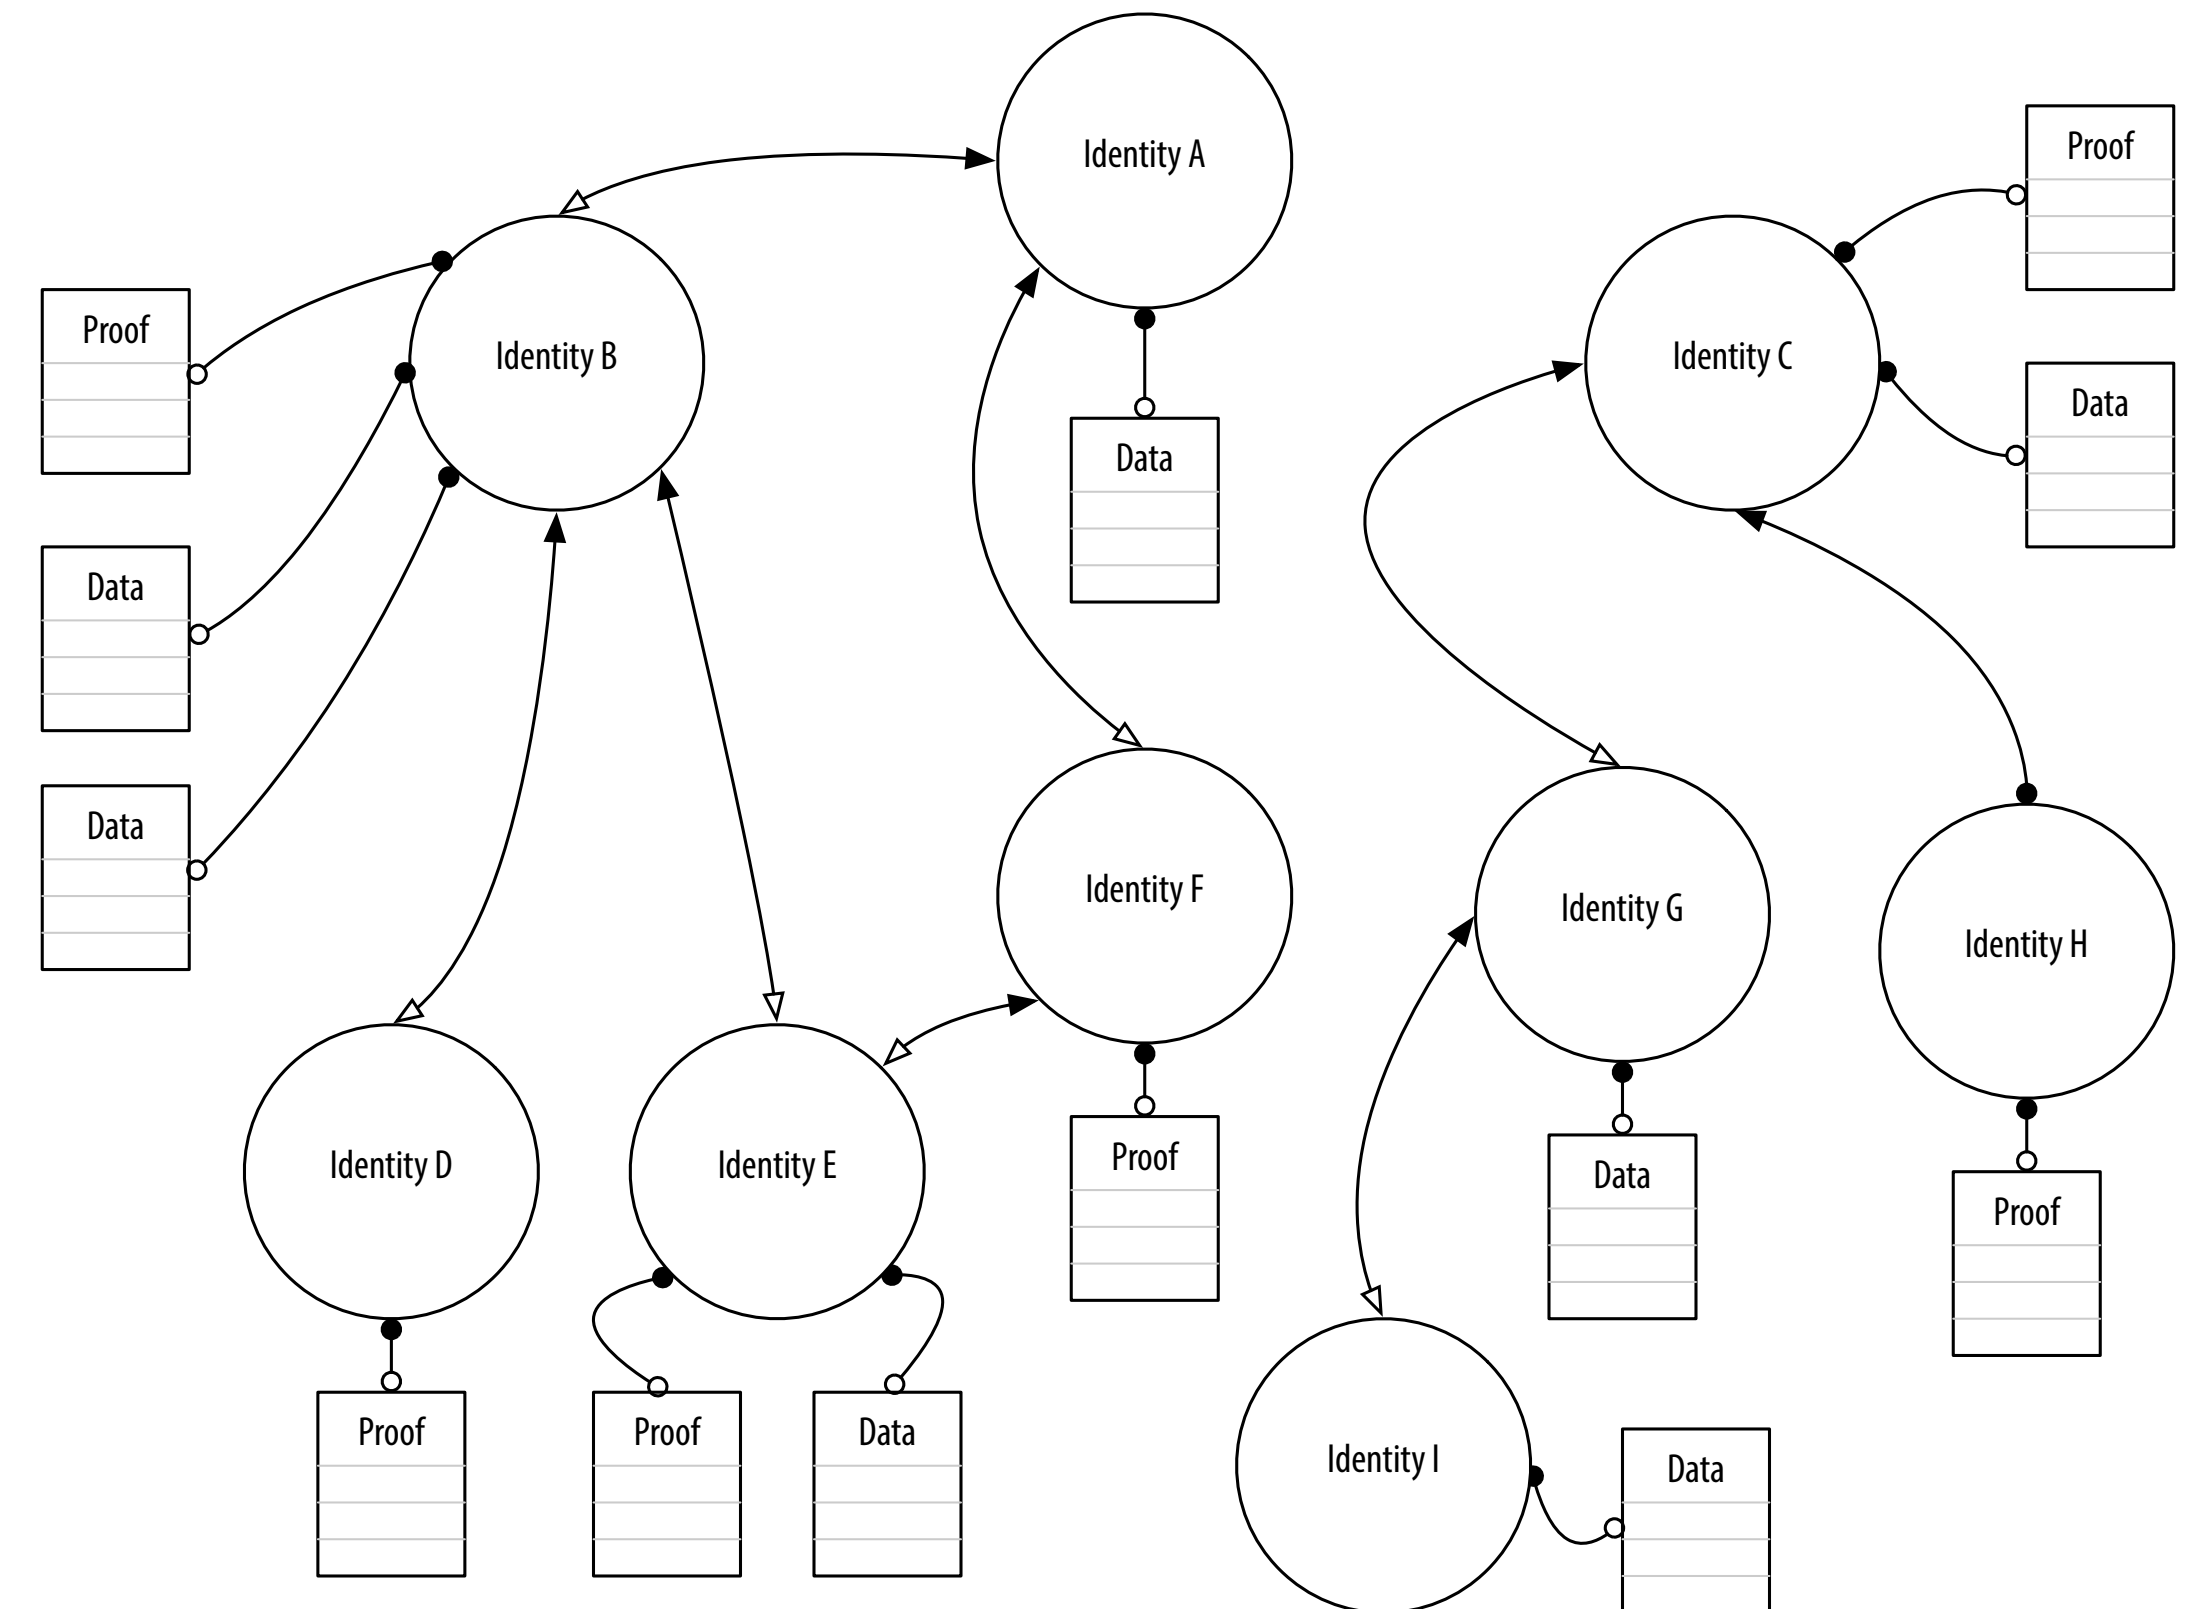 Identity A
Proof
Identity B
Identity C
Proof
Data
Data
Data
Data
Identity F
Identity G
Identity H
Identity D
Identity E
Proof
Data
Proof
Proof
Proof
Data
Identity I
Data